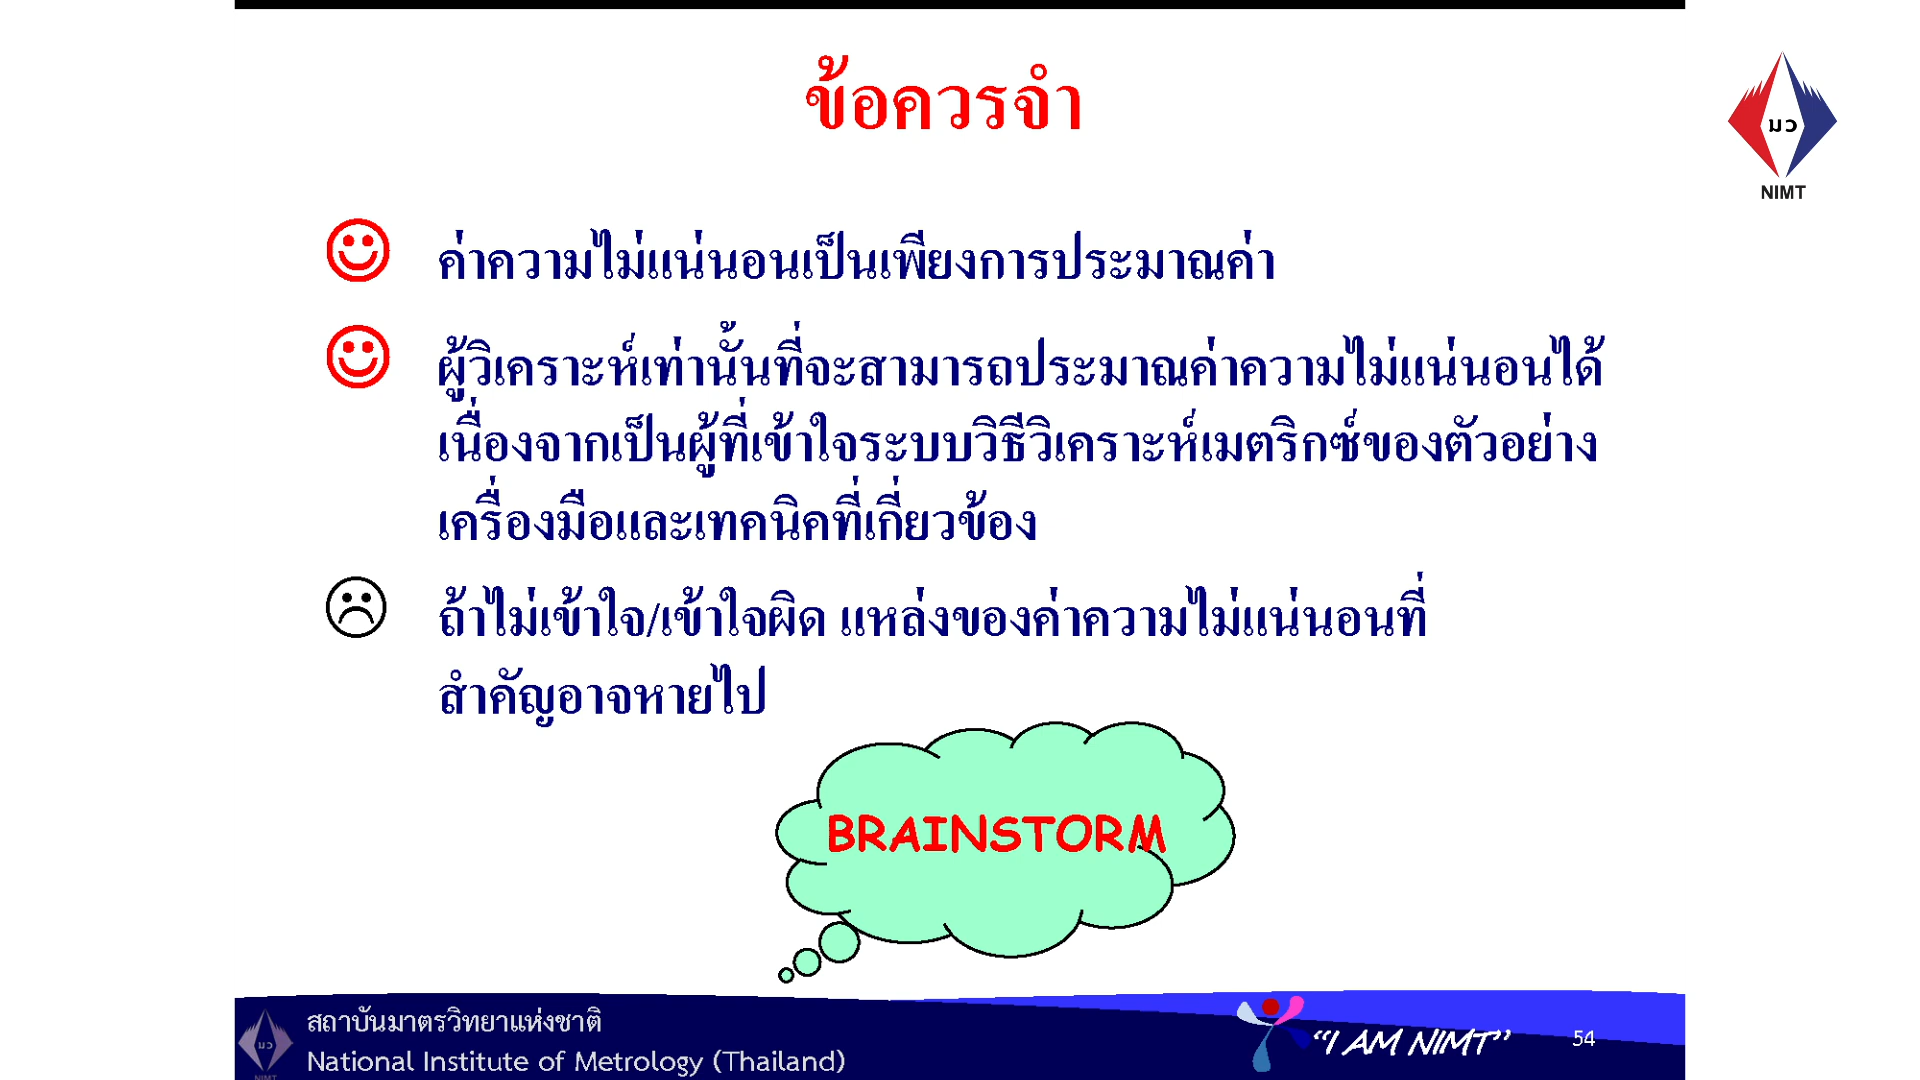 ข้อควรจำ
มว
NIMT
ค่าความไม่แน่นอนเป็นเพียงการประมาณค่า
ผู้วิเคราะห์เท่านั้นที่จะสามารถประมาณค่าความไม่แน่นอนได้
เนื่องจากเป็นผู้ที่เข้าใจระบบวิธีวิเคราะห์เมตริกซ์ของตัวอย่าง
เครื่องมือและเทคนิคที่เกี่ยวข้อง
ถ้าไม่เข้าใจ/เข้าใจผิด แหล่งของค่าความไม่แน่นอนที่
สำคัญอาจหายไป
BRAINSTORM
มว
NIMT
สถาบันมาตรวิทยาแห่งชาติ
National Institute of Metrology (Thailand)
“I AM NIMT”
54